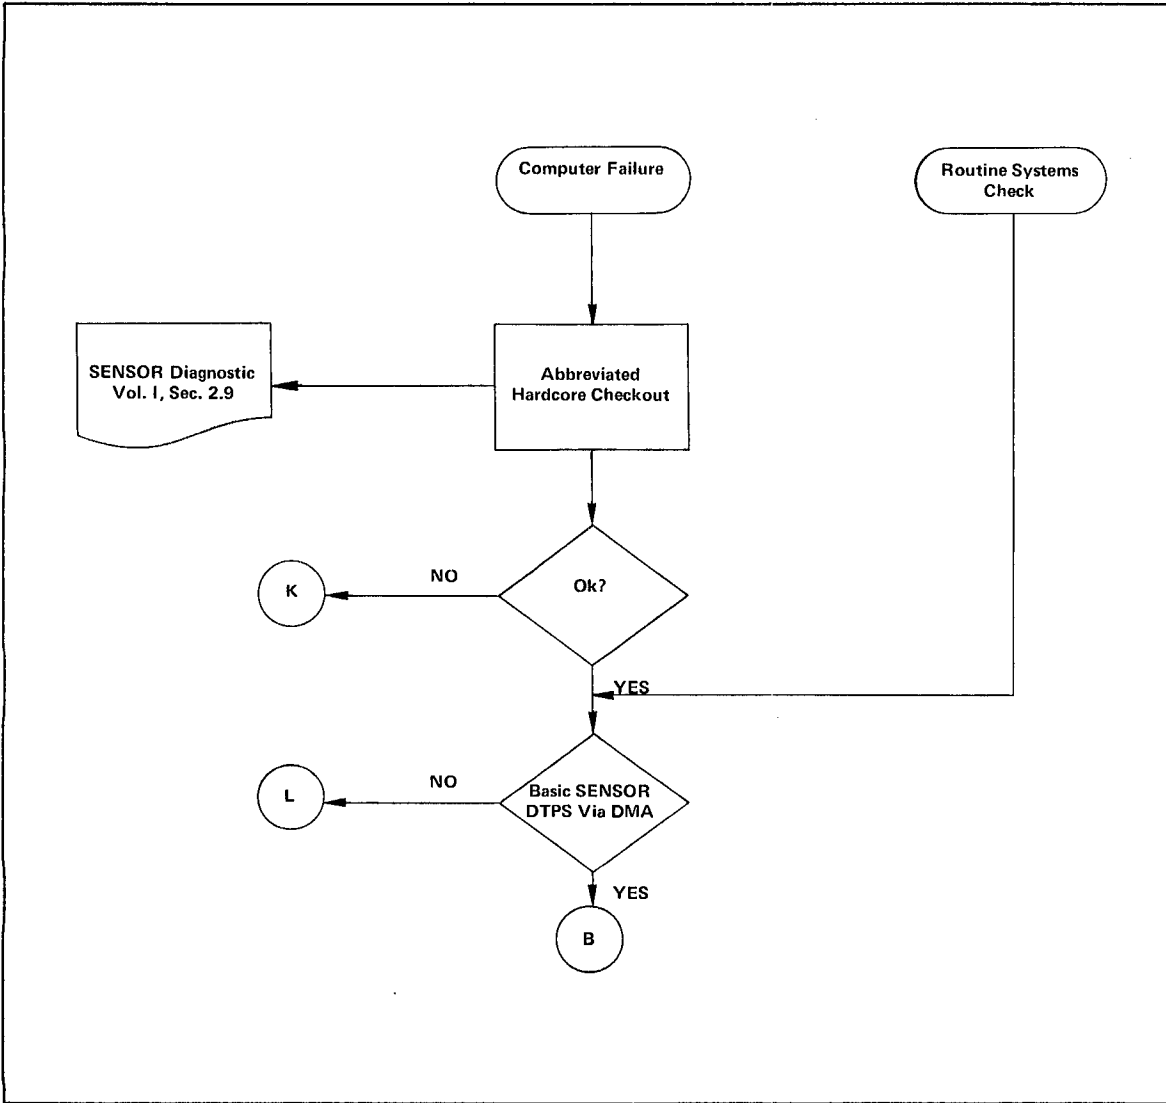 Computer Failure
Routine Systems
Check
SENSOR Diagnostic
Vol. I, Sec. 2.9
Abbreviated
Hardcore Checkout
Ok?
NO
K
YES
Basic SENSOR
DTPS Via DMA
NO
L
YES
B